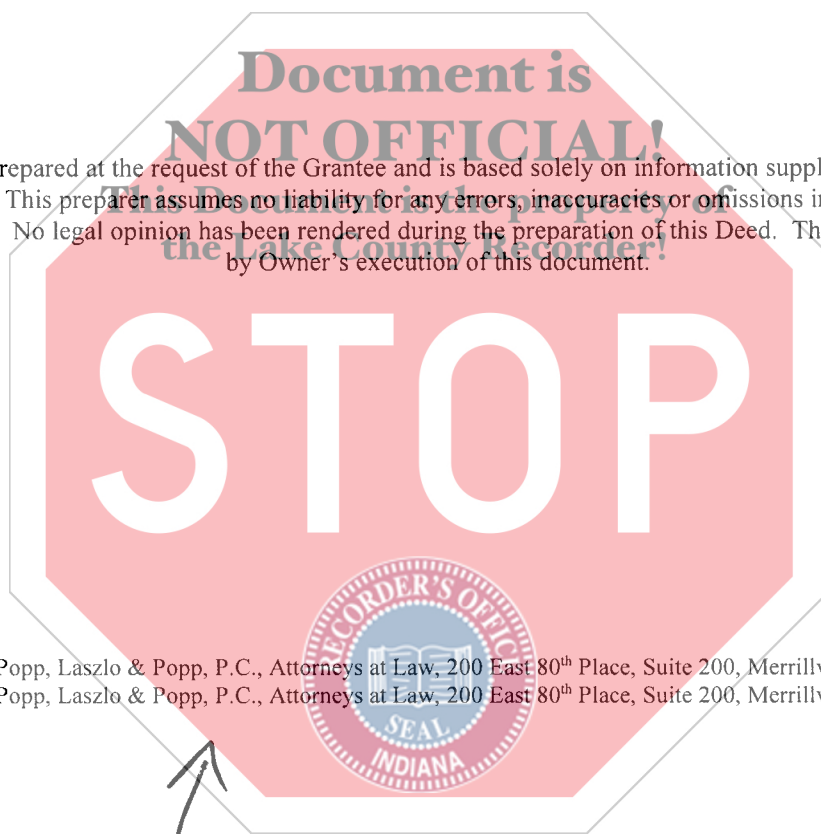 Document is
NOT OFFICIAL!
This Document is the property of
the Lake County Recorder!
repared at the request of the Grantee and is based solely on information suppl
This preparer assumes no liability for any errors, inaccuracies or omissions in
No legal opinion has been rendered during the preparation of this Deed. Th
by Owner's execution of this document.
STOP
RECORDER'S OFFIC
SEAL
INDIANA
Popp, Laszlo & Popp, P.C., Attorneys at Law, 200 East 80th Place, Suite 200, Merrillv
Popp, Laszlo & Popp, P.C., Attorneys at Law, 200 East 80th Place, Suite 200, Merrillv